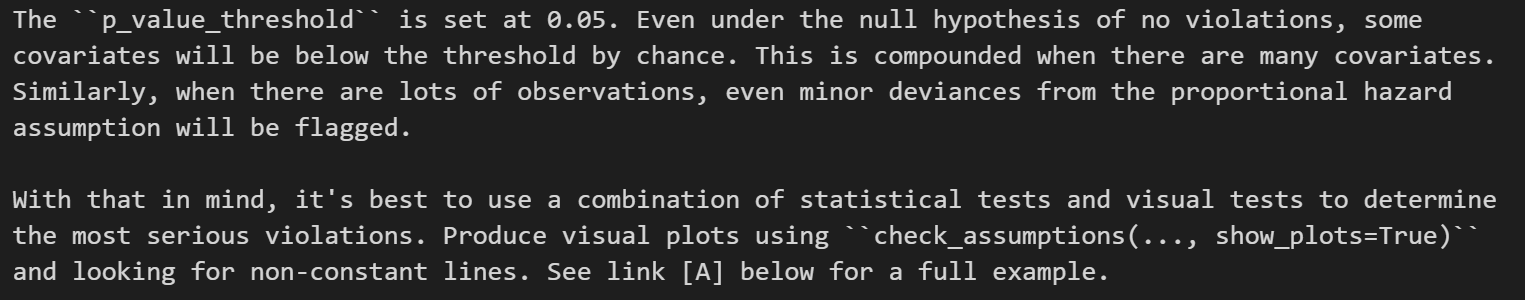 The ``p_value_threshold`` is set at 0.05. Even under the null hypothesis of no violations, some
covariates will be below the threshold by chance. This is compounded when there are many covariates.
Similarly, when there are lots of observations, even minor deviances from the proportional hazard
assumption will be flagged.

With that in mind, it's best to use a combination of statistical tests and visual tests to determine
the most serious violations. Produce visual plots using ``check_assumptions(..., show_plots=True)``
and looking for non-constant lines. See link [A] below for a full example.